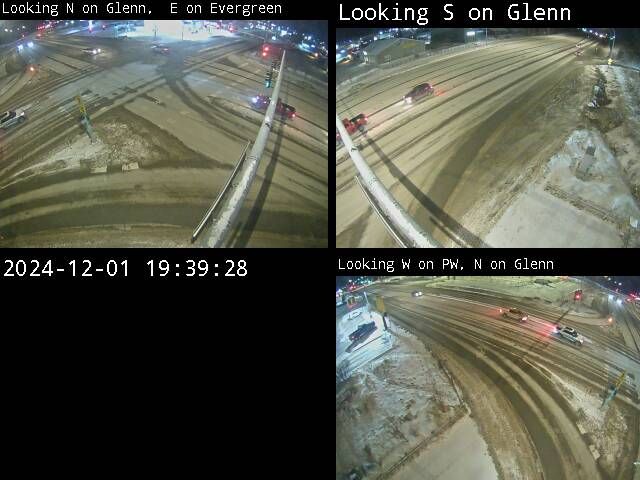 Looking N on Glenn, E on Evergreen
Looking S on Glenn
2024-12-01 19:39:28
Looking W on PW, N on Glenn